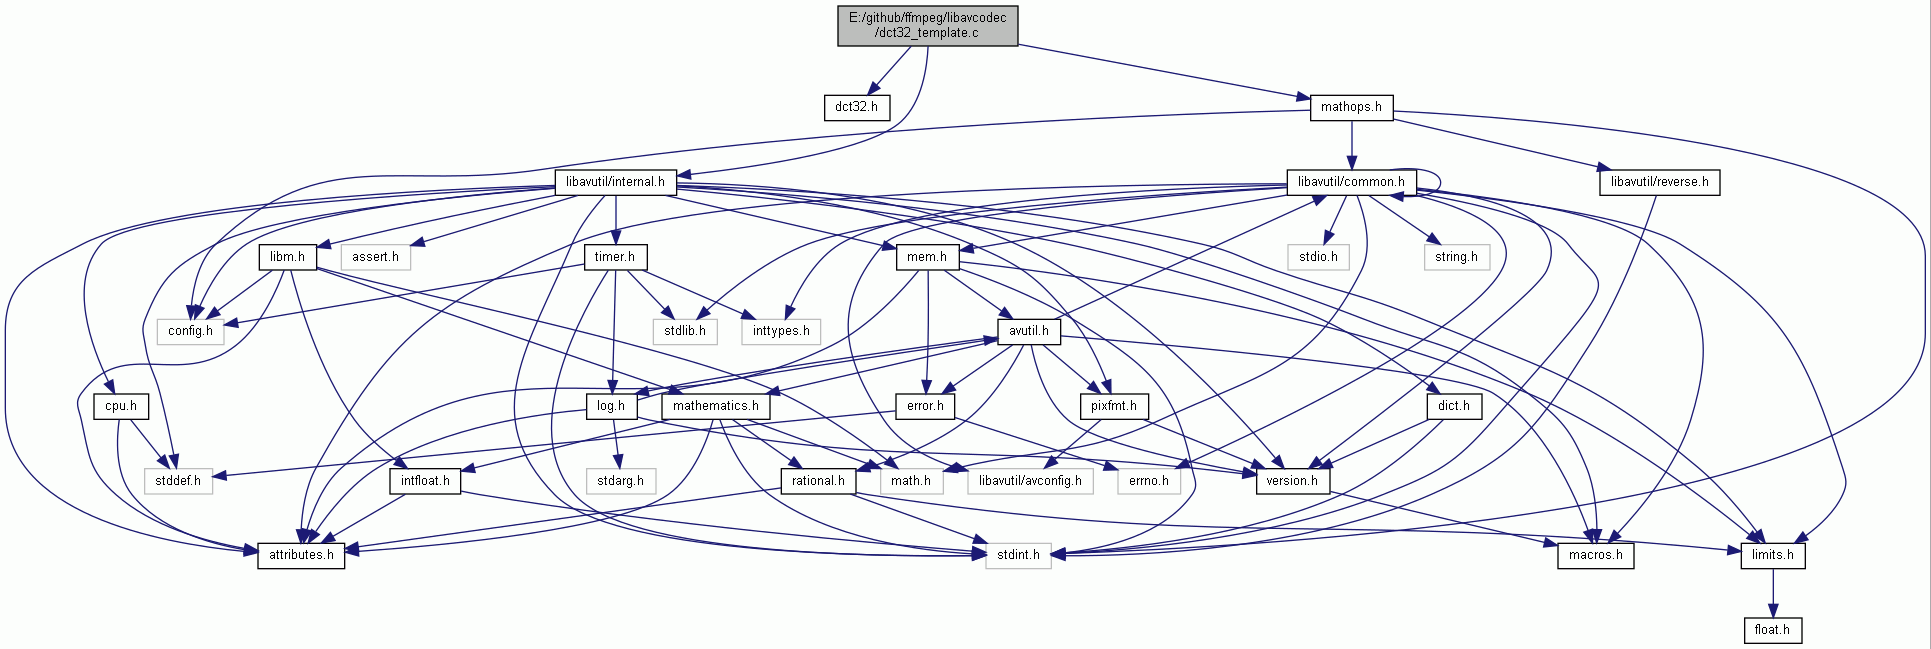 E:/github/ffmpeg/libavcodec
/dct32_template.c
dct32.h
mathops.h
libavutil/internal.h
libavutil/common.h
libavutil/reverse.h
libm.h
assert.h
timer.h
mem.h
stdio.h
string.h
config.h
stdlib.h
inttypes.h
avutil.h
cpu.h
log.h
mathematics.h
error.h
pixfmt.h
dict.h
stddef.h
intfloat.h
stdarg.h
rational.h
math.h
libavutil/avconfig.h
errno.h
version.h
attributes.h
stdint.h
macros.h
limits.h
float.h